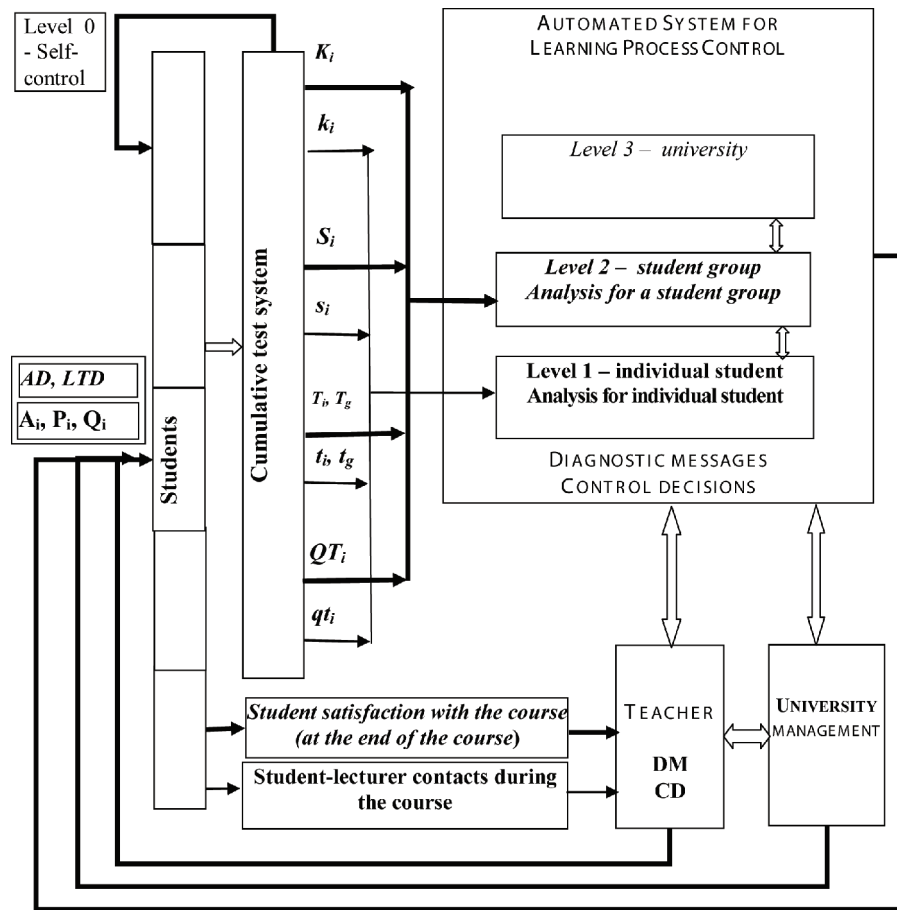 Level 0
- Self-
control
AUTOMATED SYSTEM FOR
LEARNING PROCESS CONTROL
Level 3 – university
Level 2 – student group
Analysis for a student group
Level 1 – individual student
Analysis for individual student
DIAGNOSTIC MESSAGES
CONTROL DECISIONS
Kᵢ
kᵢ
Sᵢ
sᵢ
Tᵢ, T_g
tᵢ, t_g
QTᵢ
qtᵢ
Cumulative test system
Students
AD, LTD
Aᵢ, Pᵢ, Qᵢ
Student satisfaction with the course
(at the end of the course)
Student-lecturer contacts during
the course
TEACHER
DM
CD
UNIVERSITY
MANAGEMENT